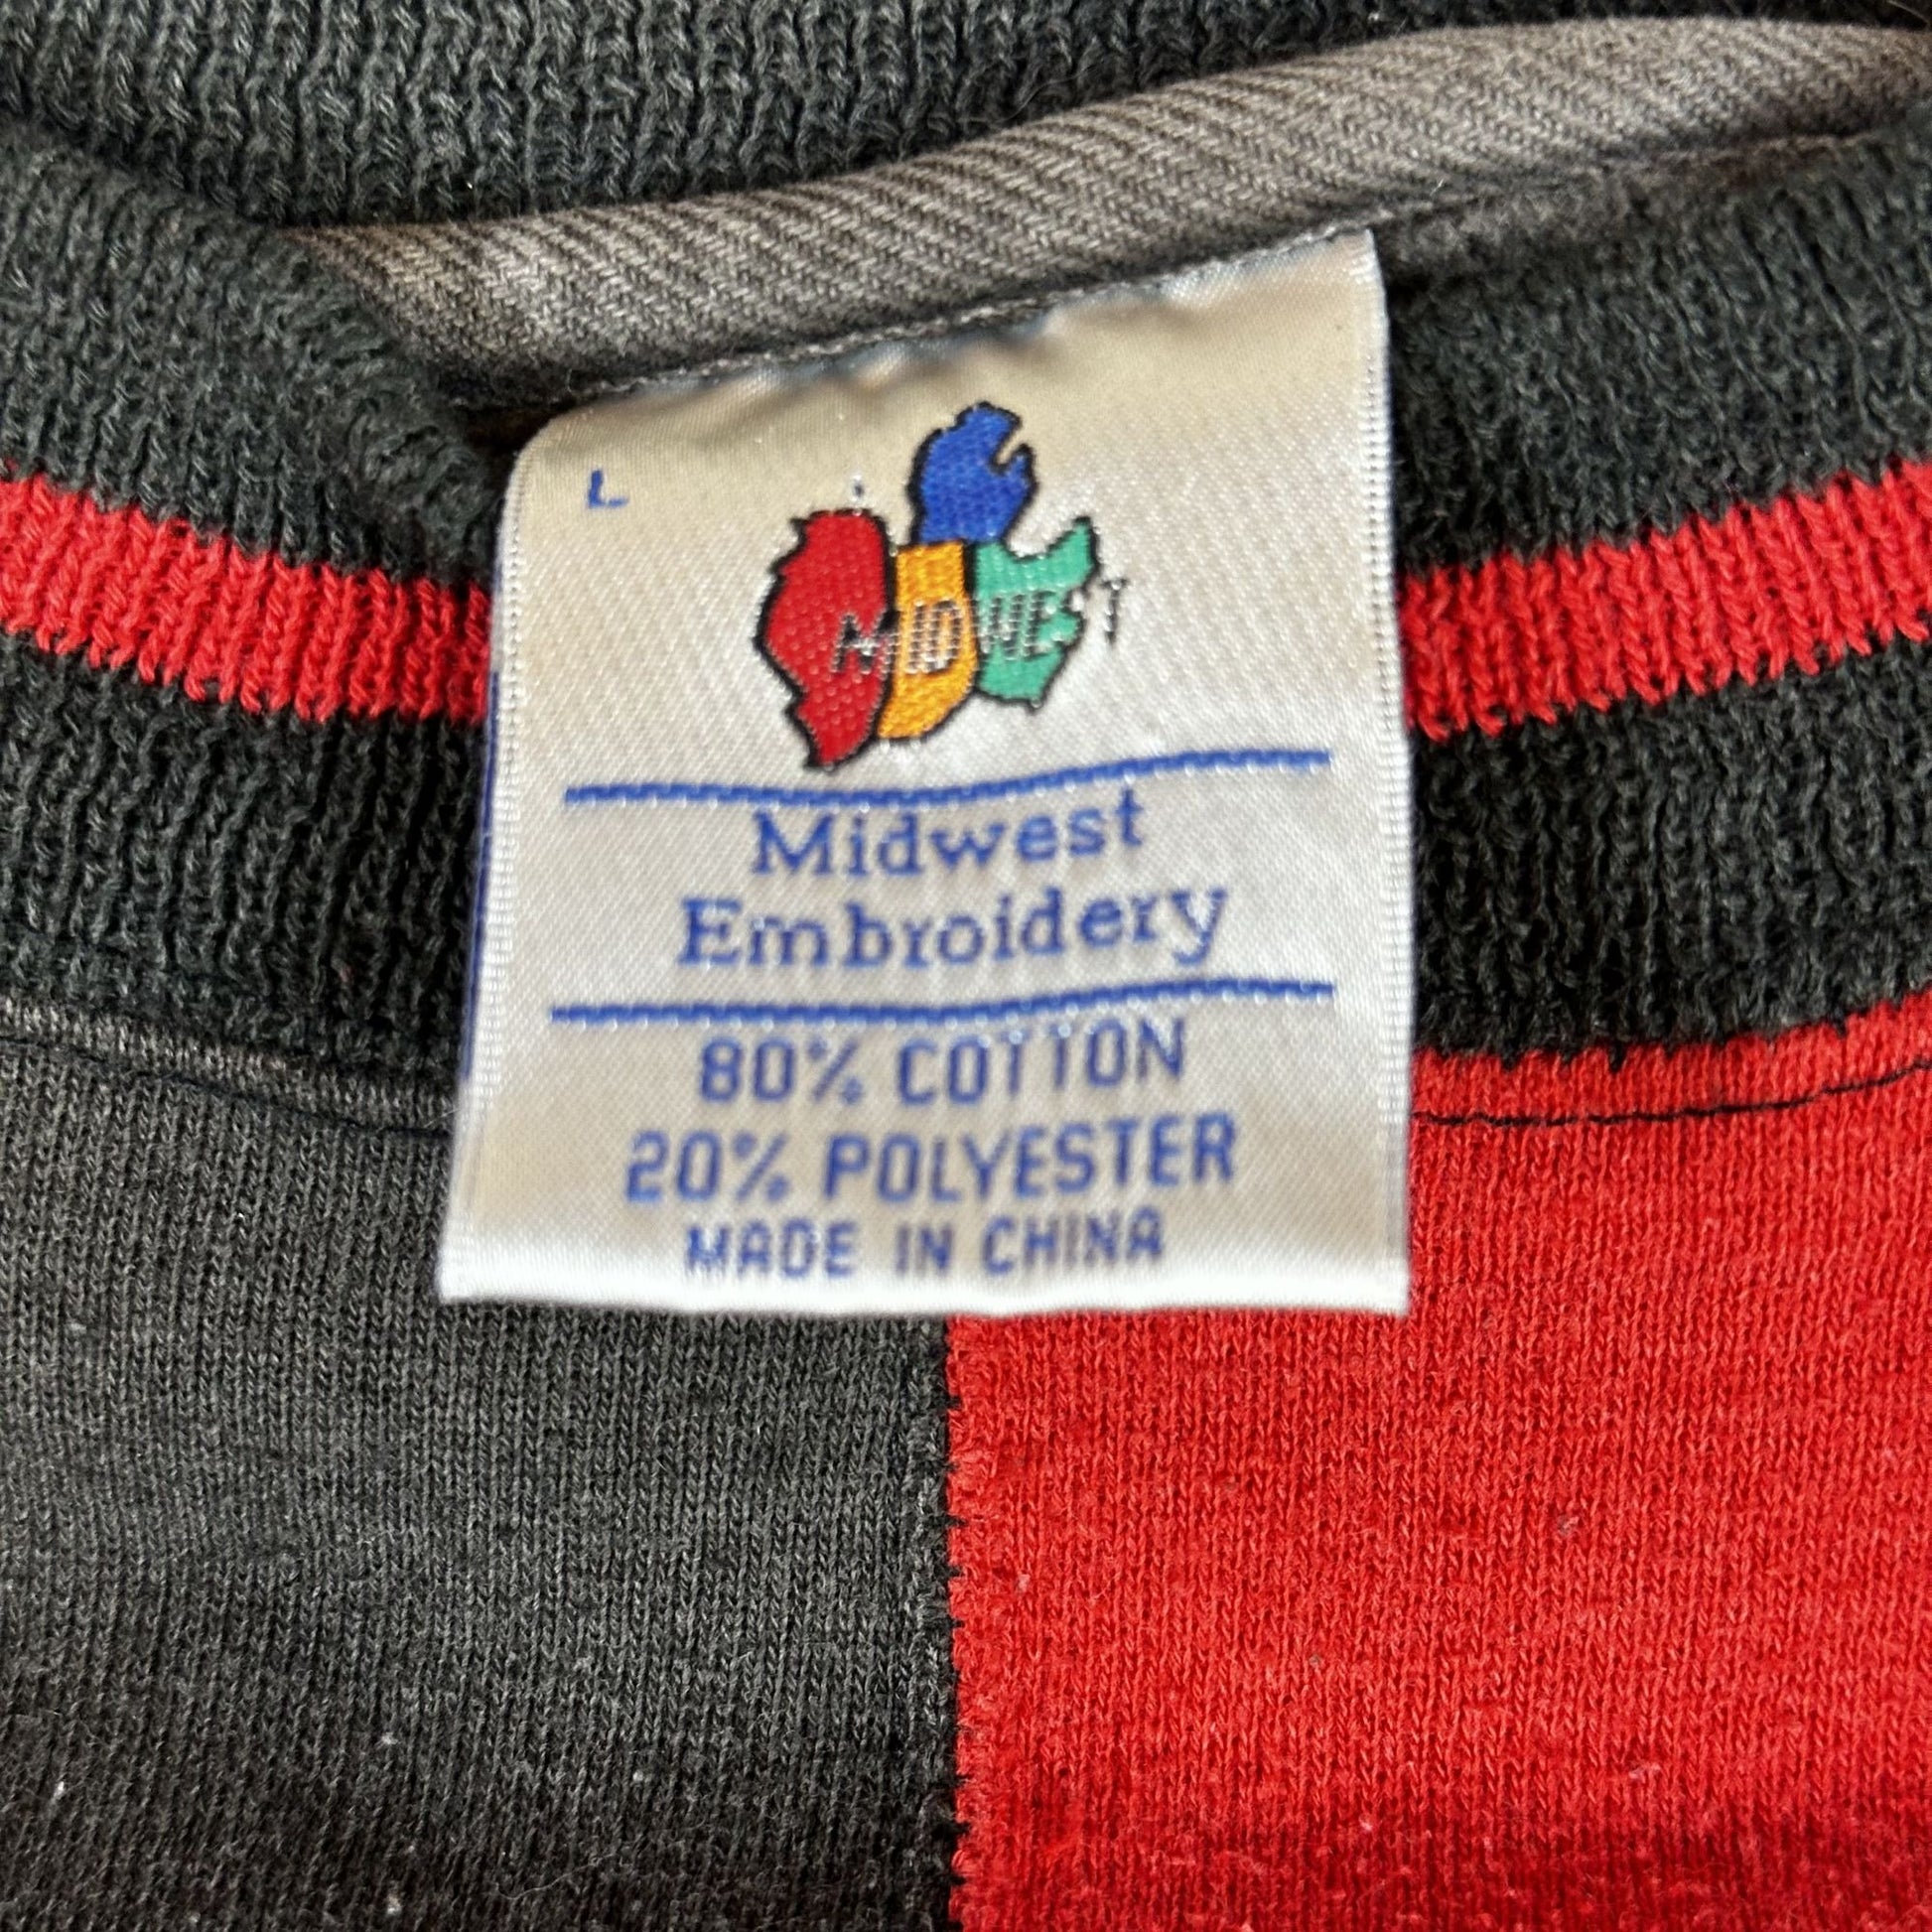 L
MIDWEST
Midwest
Embroidery
80% COTTON
20% POLYESTER
MADE IN CHINA